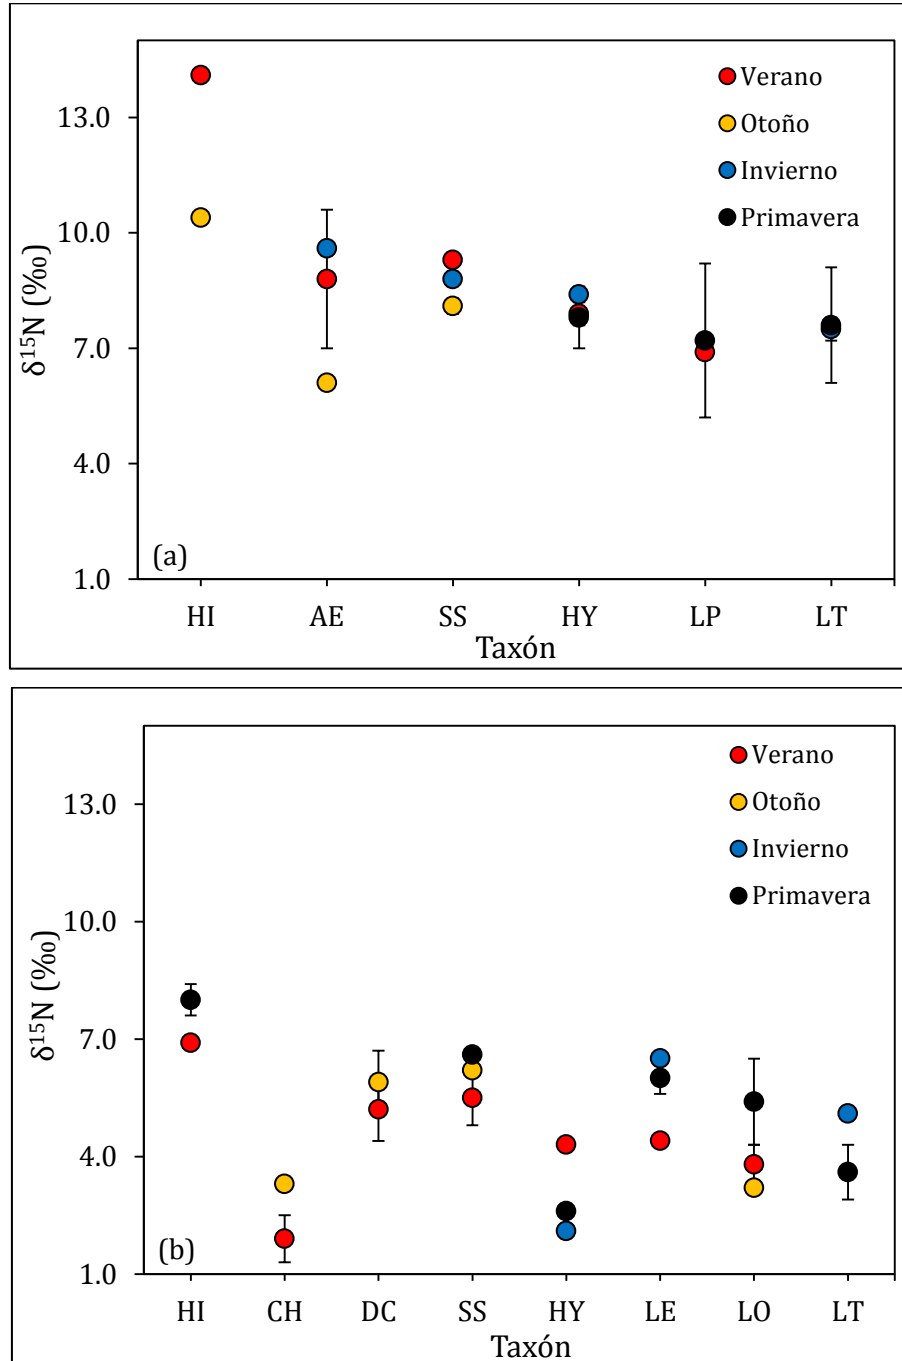 Verano
13.0
Otoño
Invierno
10.0
Primavera
δ¹⁵N (‰)
7.0
4.0
(a)
1.0
HI AE SS HY LP LT
Taxón
Verano
13.0
Otoño
Invierno
Primavera
10.0
δ¹⁵N (‰)
7.0
4.0
(b)
1.0
HI CH DC SS HY LE LO LT
Taxón